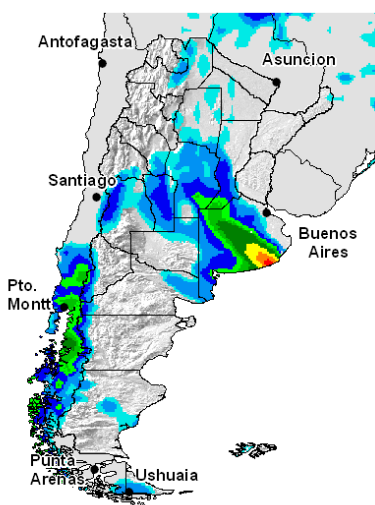 Antofagasta
Asuncion
Santiago
Buenos
Aires
Pto.
Montt
Punta
Arenas
Ushuaia